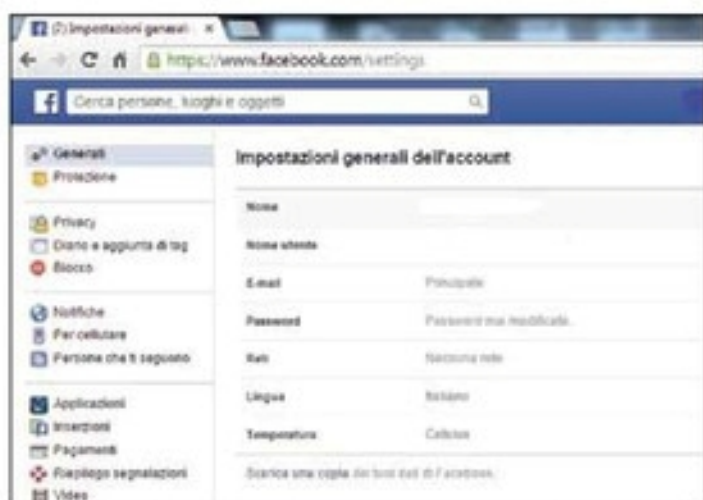 (2) Impostazioni generali
https://www.facebook.com/settings
f
Cerca persone, luoghi e oggetti
Generali
Protezione
Privacy
Diario e aggiunta di tag
Blocco
Notifiche
Per cellulare
Persone che ti seguono
Applicazioni
Inserzioni
Pagamenti
Riepilogo segnalazioni
Video
Impostazioni generali dell'account
Nome
Nome utente
E-mail Principale
Password Password mai modificata.
Reti Nessuna rete
Lingua Italiano
Temperatura Celsius
Scarica una copia dei tuoi dati di Facebook.